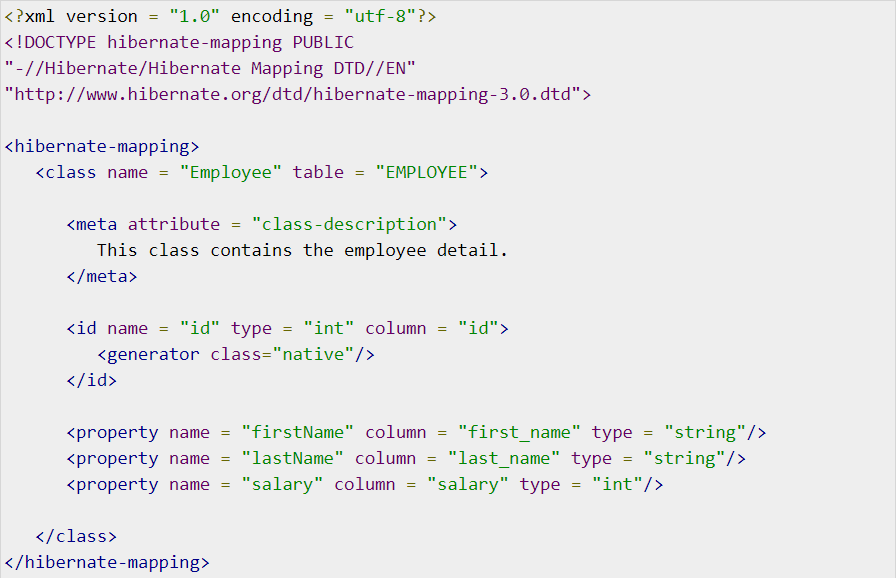 <?xml version = "1.0" encoding = "utf-8"?>
<!DOCTYPE hibernate-mapping PUBLIC
"-//Hibernate/Hibernate Mapping DTD//EN"
"http://www.hibernate.org/dtd/hibernate-mapping-3.0.dtd">
<hibernate-mapping>
<class name = "Employee" table = "EMPLOYEE">
<meta attribute = "class-description">
This class contains the employee detail.
</meta>
<id name = "id" type = "int" column = "id">
<generator class="native"/>
</id>
<property name = "firstName" column = "first_name" type = "string"/>
<property name = "lastName" column = "last_name" type = "string"/>
<property name = "salary" column = "salary" type = "int"/>
</class>
</hibernate-mapping>